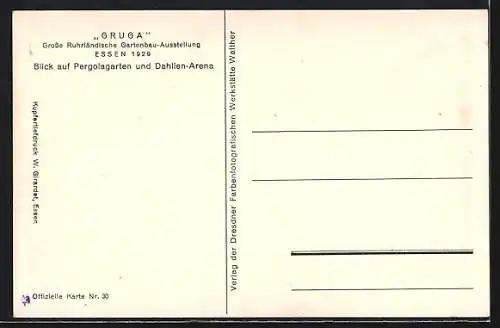 „GRUGA"
Große Ruhrländische Gartenbau-Ausstellung
ESSEN 1929
Blick auf Pergolagarten und Dahlien-Arena
Kupfertiefdruck W. Girardet, Essen
Offizielle Karte Nr. 30
Verlag der Dresdner Farbenfotografischen Werkstätte Walther